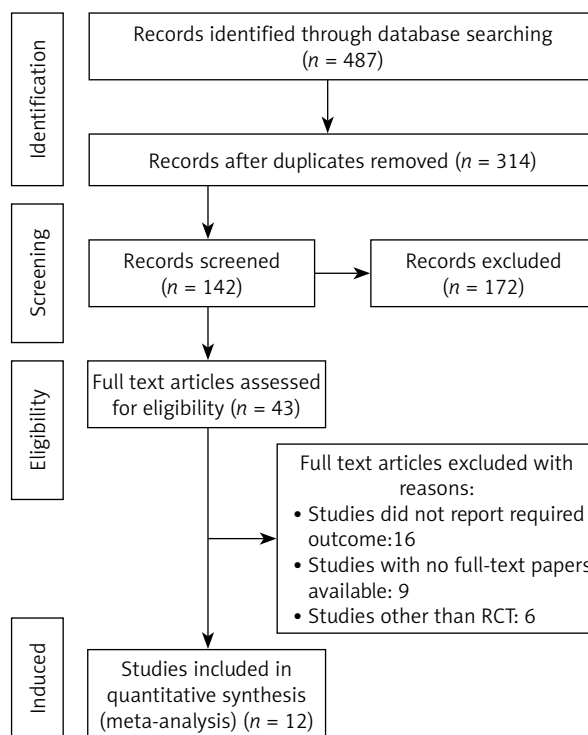 Identification
Records identified through database searching
(n = 487)
Records after duplicates removed (n = 314)
Screening
Records screened
(n = 142)
Records excluded
(n = 172)
Eligibility
Full text articles assessed
for eligibility (n = 43)
Full text articles excluded with
reasons:
• Studies did not report required
outcome:16
• Studies with no full-text papers
available: 9
• Studies other than RCT: 6
Induced
Studies included in
quantitative synthesis
(meta-analysis) (n = 12)